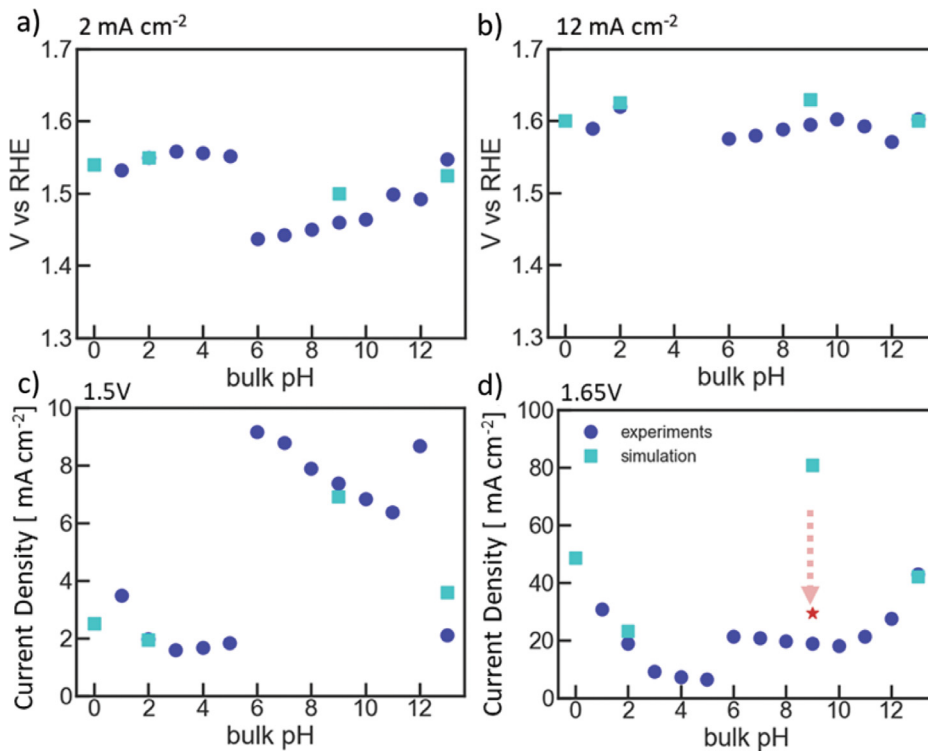 a) 2 mA cm⁻²
V vs RHE
1.7
1.6
1.5
1.4
1.3
0 2 4 6 8 10 12
bulk pH
b) 12 mA cm⁻²
V vs RHE
1.7
1.6
1.5
1.4
1.3
0 2 4 6 8 10 12
bulk pH
c) 1.5V
Current Density [ mA cm⁻²]
10
8
6
4
2
0
0 2 4 6 8 10 12
bulk pH
d) 1.65V
Current Density [ mA cm⁻²]
100
80
60
40
20
0
experiments
simulation
0 2 4 6 8 10 12
bulk pH